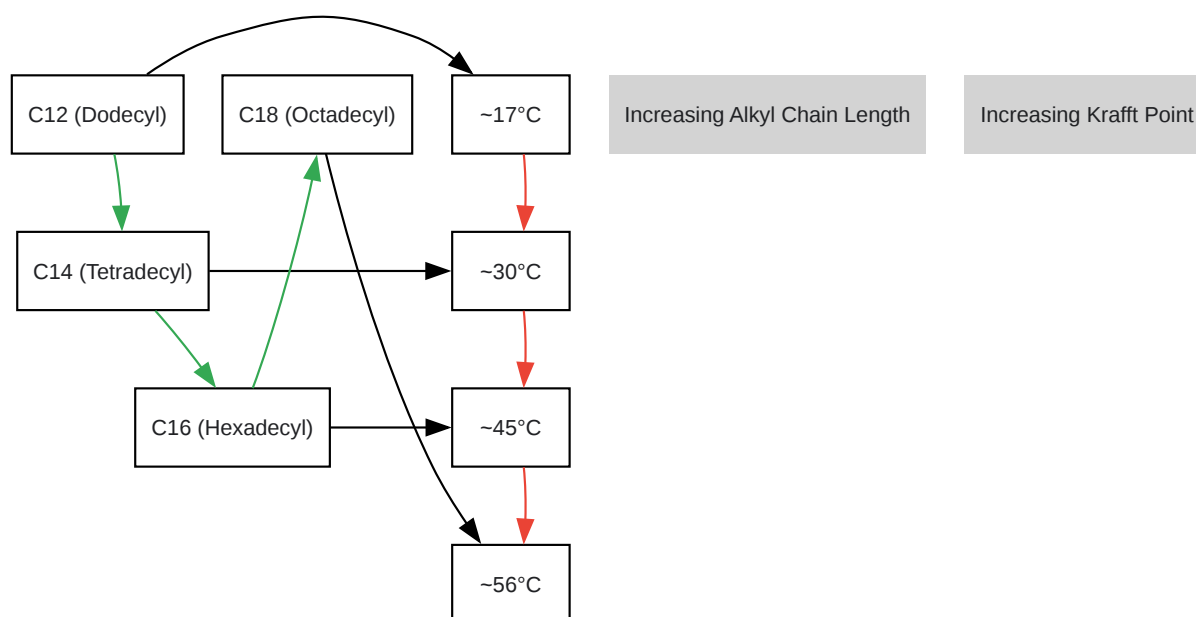 C12 (Dodecyl)
C18 (Octadecyl)
~17°C
Increasing Alkyl Chain Length
Increasing Krafft Point
C14 (Tetradecyl)
~30°C
C16 (Hexadecyl)
~45°C
~56°C